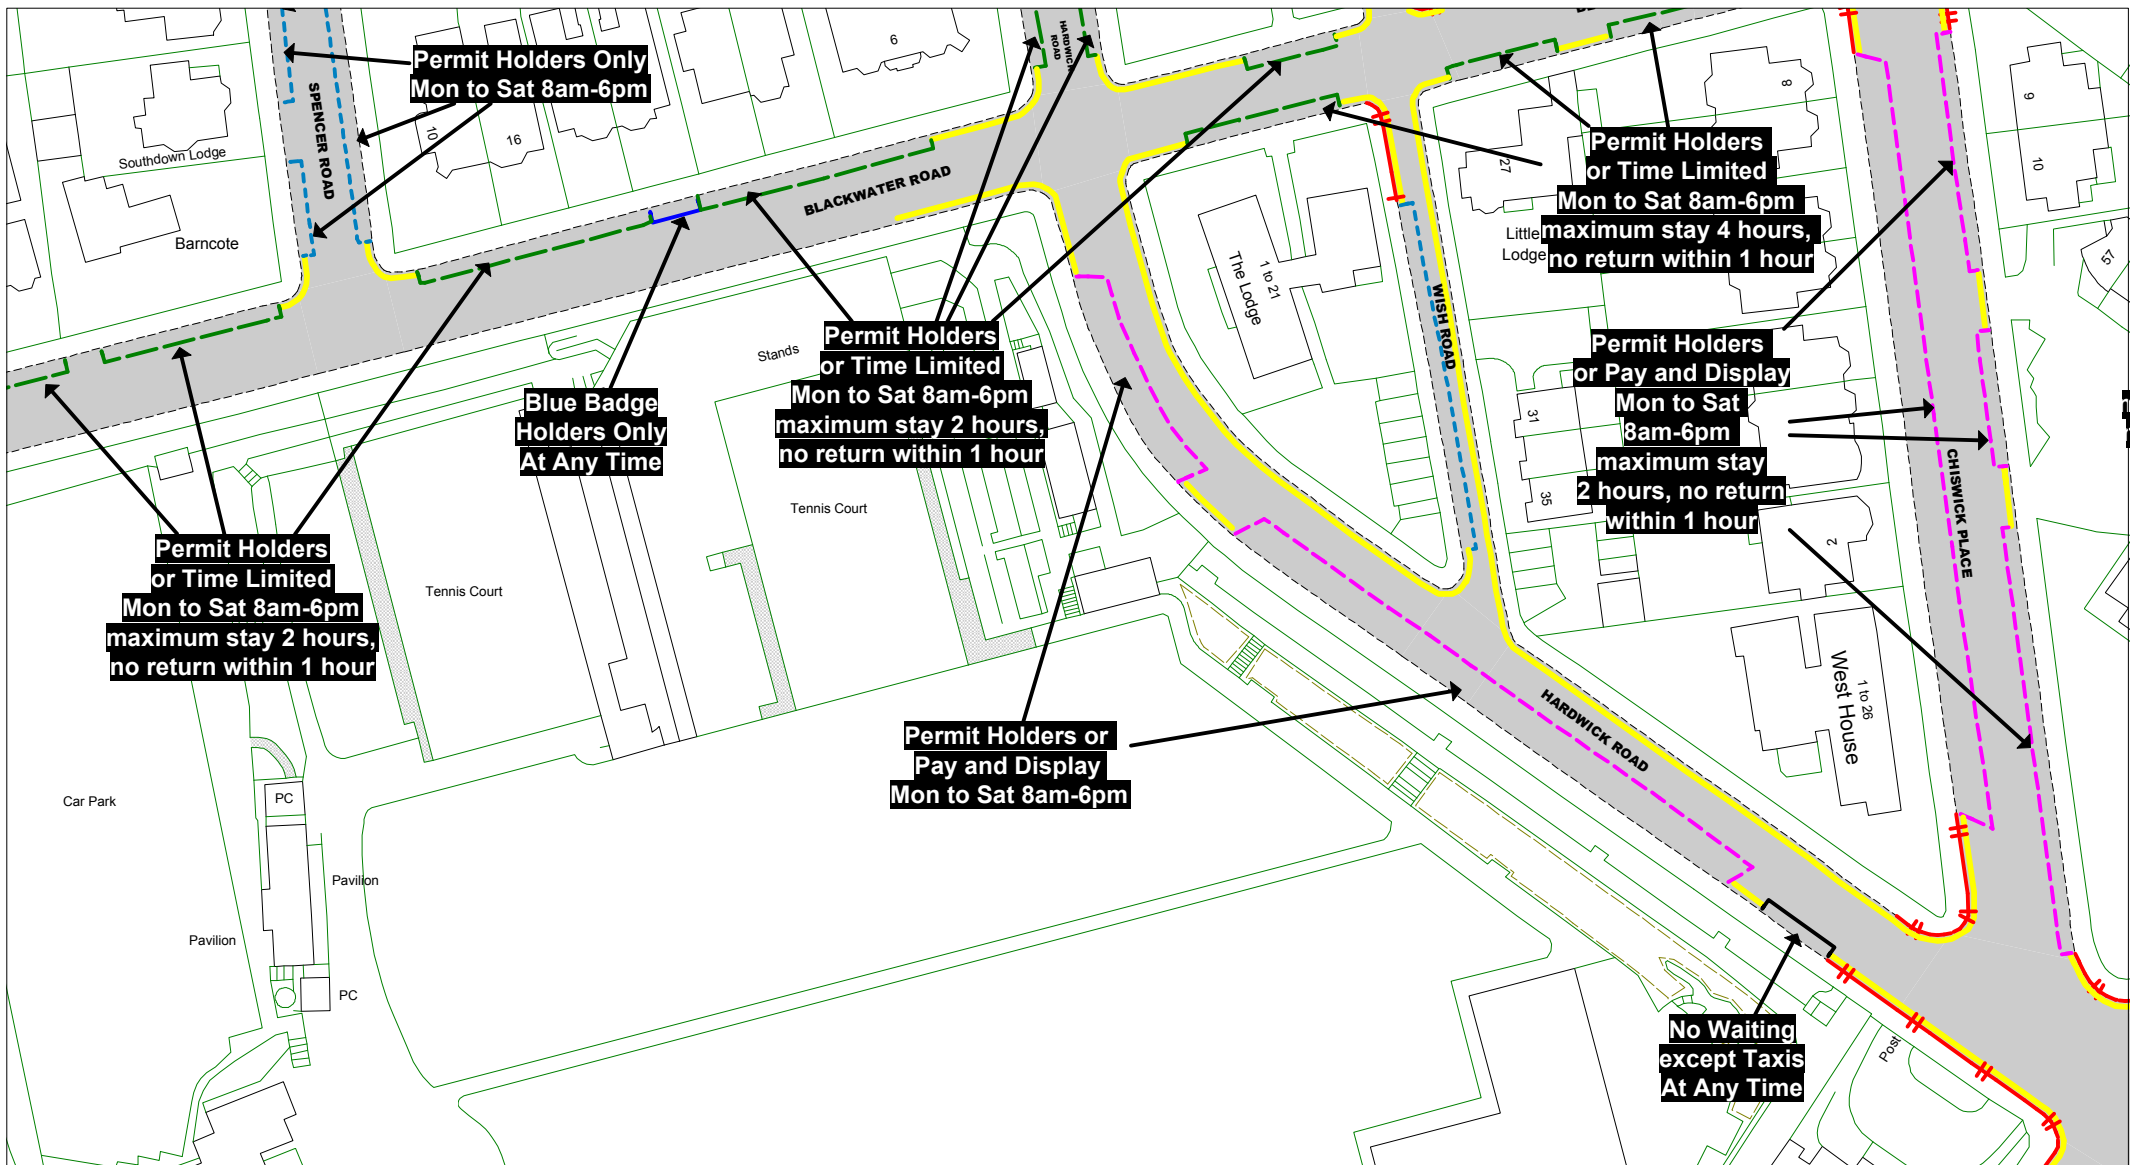 6
HARDWICK
ROAD
Permit Holders Only
Mon to Sat 8am-6pm
SPENCER ROAD
10
16
Southdown Lodge
Barncote
BLACKWATER ROAD
8
9
10
27
57
Permit Holders
or Time Limited
Mon to Sat 8am-6pm
maximum stay 4 hours,
no return within 1 hour
Little
Lodge
1 to 21
The Lodge
WISH ROAD
Stands
Permit Holders
or Time Limited
Mon to Sat 8am-6pm
maximum stay 2 hours,
no return within 1 hour
Blue Badge
Holders Only
At Any Time
Permit Holders
or Pay and Display
Mon to Sat
8am-6pm
maximum stay
2 hours, no return
within 1 hour
31
35
2
CHISWICK PLACE
Tennis Court
Tennis Court
Permit Holders
or Time Limited
Mon to Sat 8am-6pm
maximum stay 2 hours,
no return within 1 hour
1 to 26
West House
HARDWICK ROAD
Permit Holders or
Pay and Display
Mon to Sat 8am-6pm
Car Park
PC
Pavilion
Pavilion
PC
No Waiting
except Taxis
At Any Time
Post